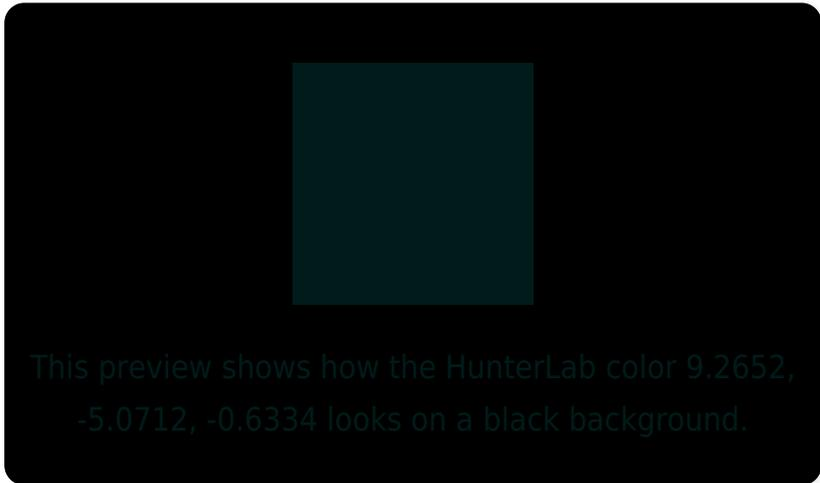 This preview shows how the HunterLab color 9.2652,
-5.0712, -0.6334 looks on a black background.